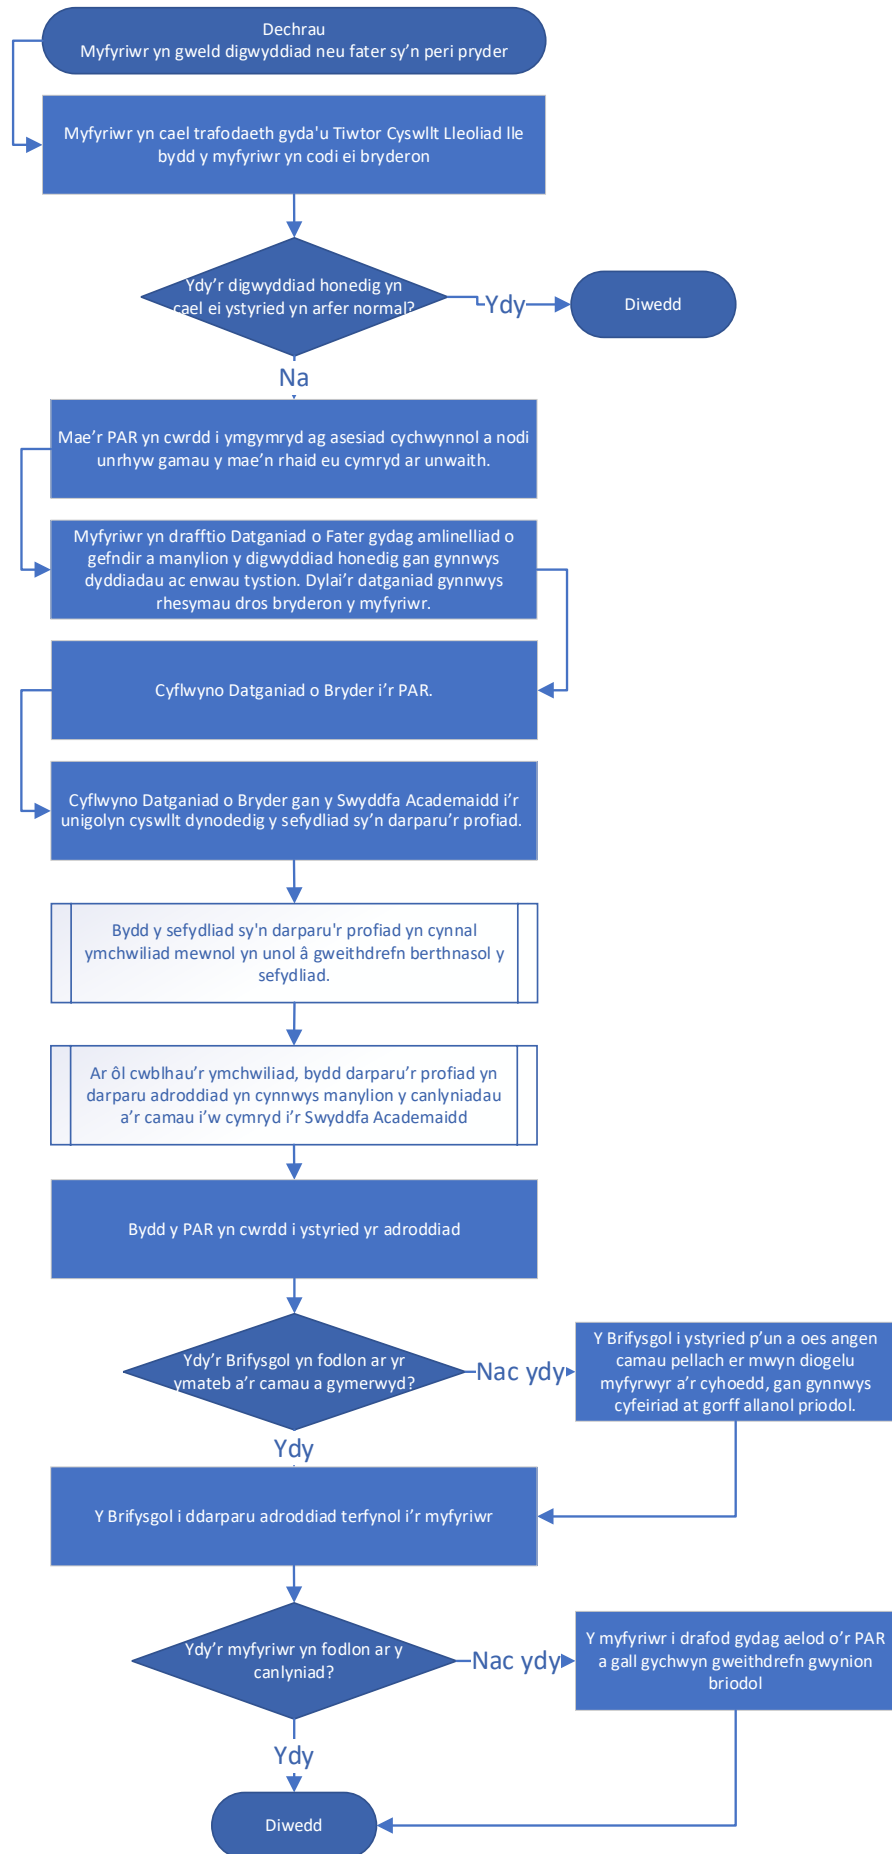 Dechrau
Myfyriwr yn gweld digwyddiad neu fater sy’n peri pryder
Myfyriwr yn cael trafodaeth gyda'u Tiwtor Cyswllt Lleoliad lle
bydd y myfyriwr yn codi ei bryderon
Ydy’r digwyddiad honedig yn
cael ei ystyried yn arfer normal?
Ydy
Diwedd
Na
Mae’r PAR yn cwrdd i ymgymryd ag asesiad cychwynnol a nodi
unrhyw gamau y mae’n rhaid eu cymryd ar unwaith.
Myfyriwr yn drafftio Datganiad o Fater gydag amlinelliad o
gefndir a manylion y digwyddiad honedig gan gynnwys
dyddiadau ac enwau tystion. Dylai’r datganiad gynnwys
rhesymau dros bryderon y myfyriwr.
Cyflwyno Datganiad o Bryder i’r PAR.
Cyflwyno Datganiad o Bryder gan y Swyddfa Academaidd i’r
unigolyn cyswllt dynodedig y sefydliad sy’n darparu’r profiad.
Bydd y sefydliad sy'n darparu'r profiad yn cynnal
ymchwiliad mewnol yn unol â gweithdrefn berthnasol y
sefydliad.
Ar ôl cwblhau’r ymchwiliad, bydd darparu’r profiad yn
darparu adroddiad yn cynnwys manylion y canlyniadau
a’r camau i’w cymryd i’r Swyddfa Academaidd
Bydd y PAR yn cwrdd i ystyried yr adroddiad
Ydy’r Brifysgol yn fodlon ar yr
ymateb a’r camau a gymerwyd?
Nac ydy
Y Brifysgol i ystyried p’un a oes angen
camau pellach er mwyn diogelu
myfyrwyr a’r cyhoedd, gan gynnwys
cyfeiriad at gorff allanol priodol.
Ydy
Y Brifysgol i ddarparu adroddiad terfynol i’r myfyriwr
Ydy’r myfyriwr yn fodlon ar y
canlyniad?
Nac ydy
Y myfyriwr i drafod gydag aelod o’r PAR
a gall gychwyn gweithdrefn gwynion
briodol
Ydy
Diwedd